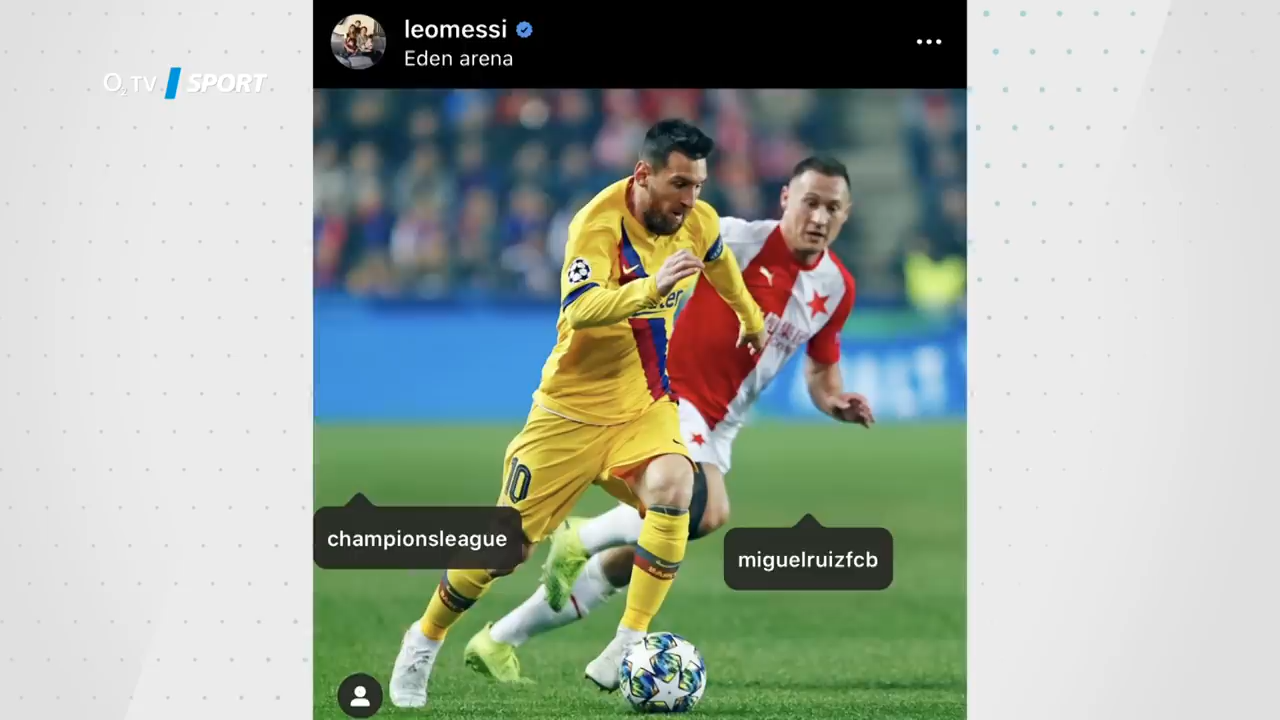 leomessi
Eden arena
O2 TV SPORT
10
championsleague
miguelruizfcb